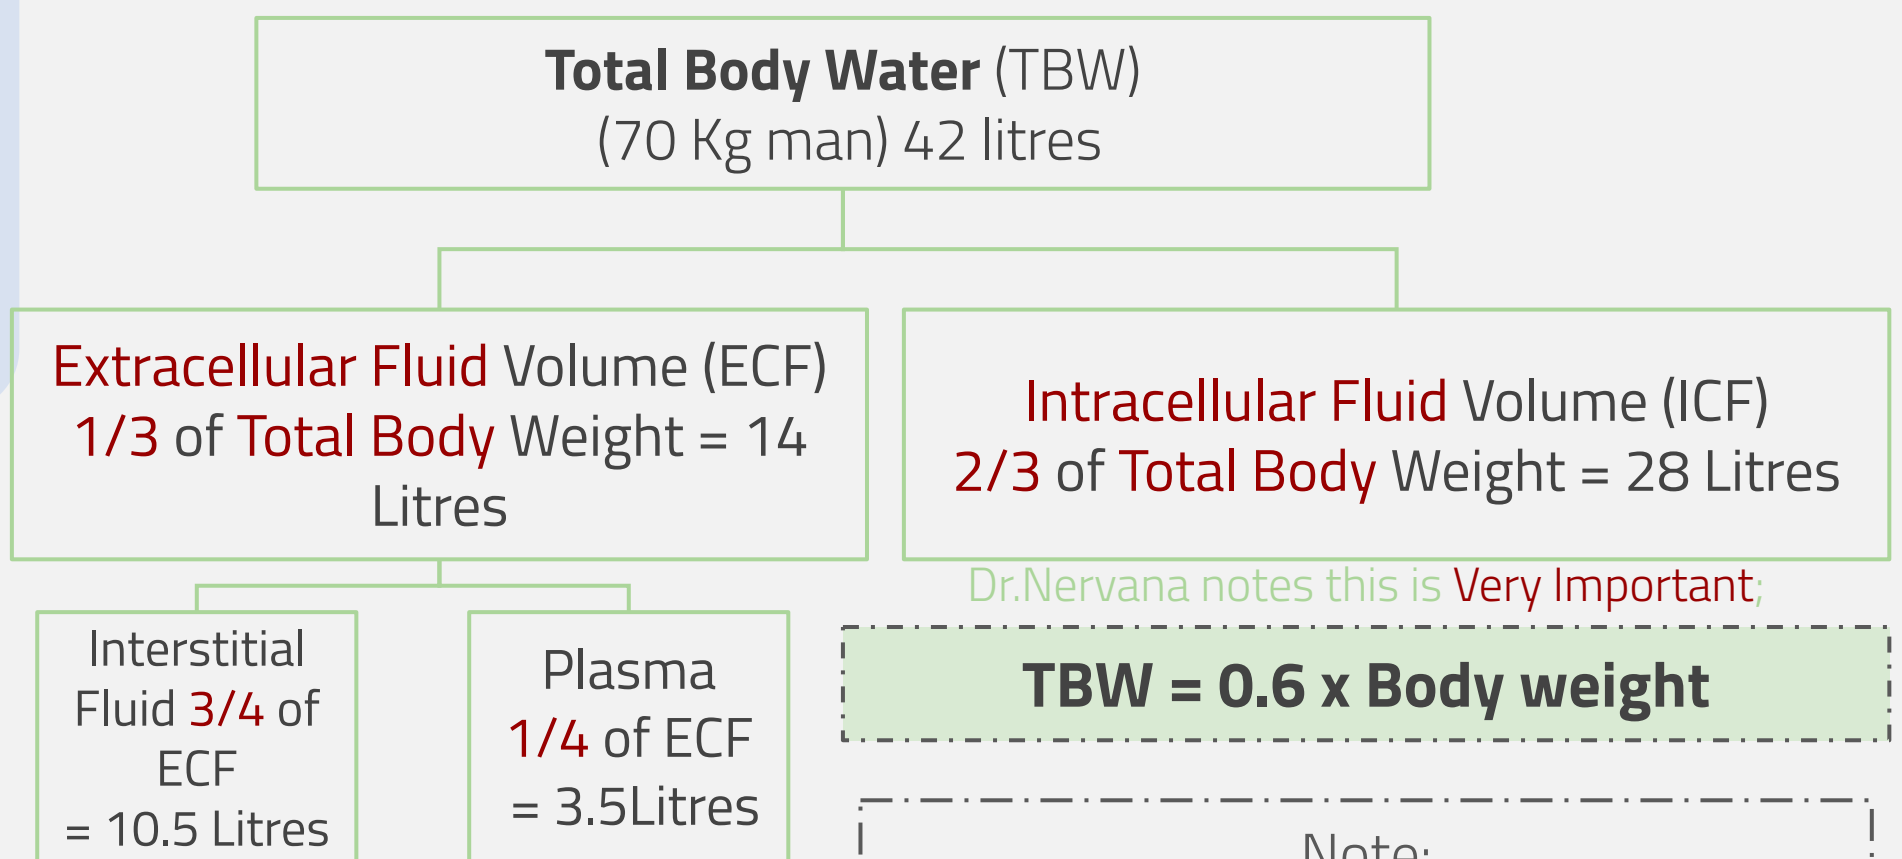 Total Body Water (TBW)
(70 Kg man) 42 litres
Extracellular Fluid Volume (ECF)
1/3 of Total Body Weight = 14
Litres
Intracellular Fluid Volume (ICF)
2/3 of Total Body Weight = 28 Litres
Interstitial
Fluid 3/4 of
ECF
= 10.5 Litres
Plasma
1/4 of ECF
= 3.5Litres
Dr.Nervana notes this is Very Important;
TBW = 0.6 x Body weight
Note: